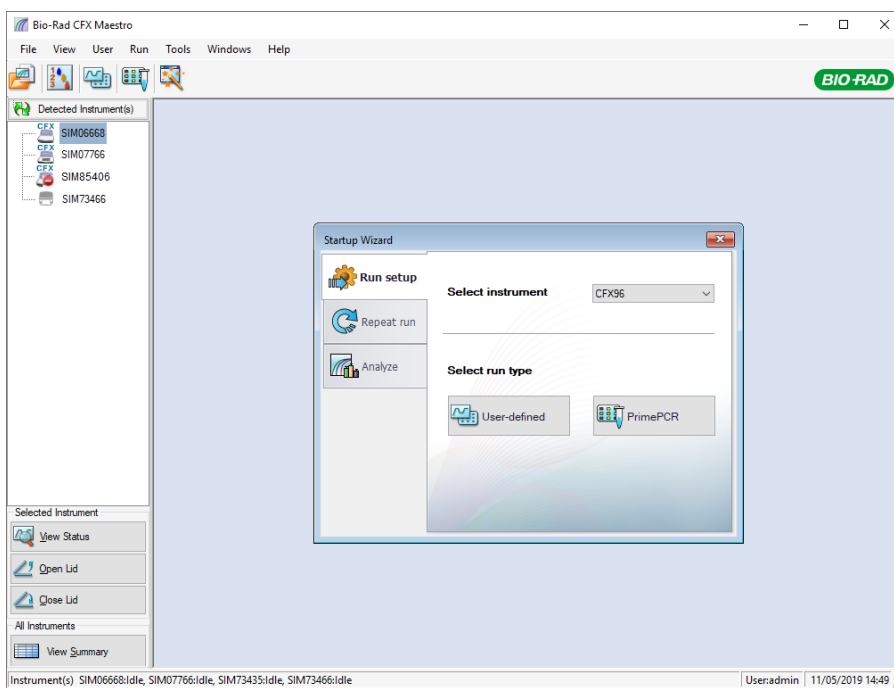 Bio-Rad CFX Maestro
File View User Run Tools Windows Help
BIO-RAD
Detected Instrument(s)
CFX SIM06668
CFX SIM07766
CFX SIM85406
SIM73466
Startup Wizard
Run setup
Repeat run
Analyze
Select instrument CFX96
Select run type
User-defined PrimePCR
Selected Instrument
View Status
Open Lid
Close Lid
All Instruments
View Summary
Instrument(s) SIM06668:Idle, SIM07766:Idle, SIM73435:Idle, SIM73466:Idle User:admin 11/05/2019 14:49